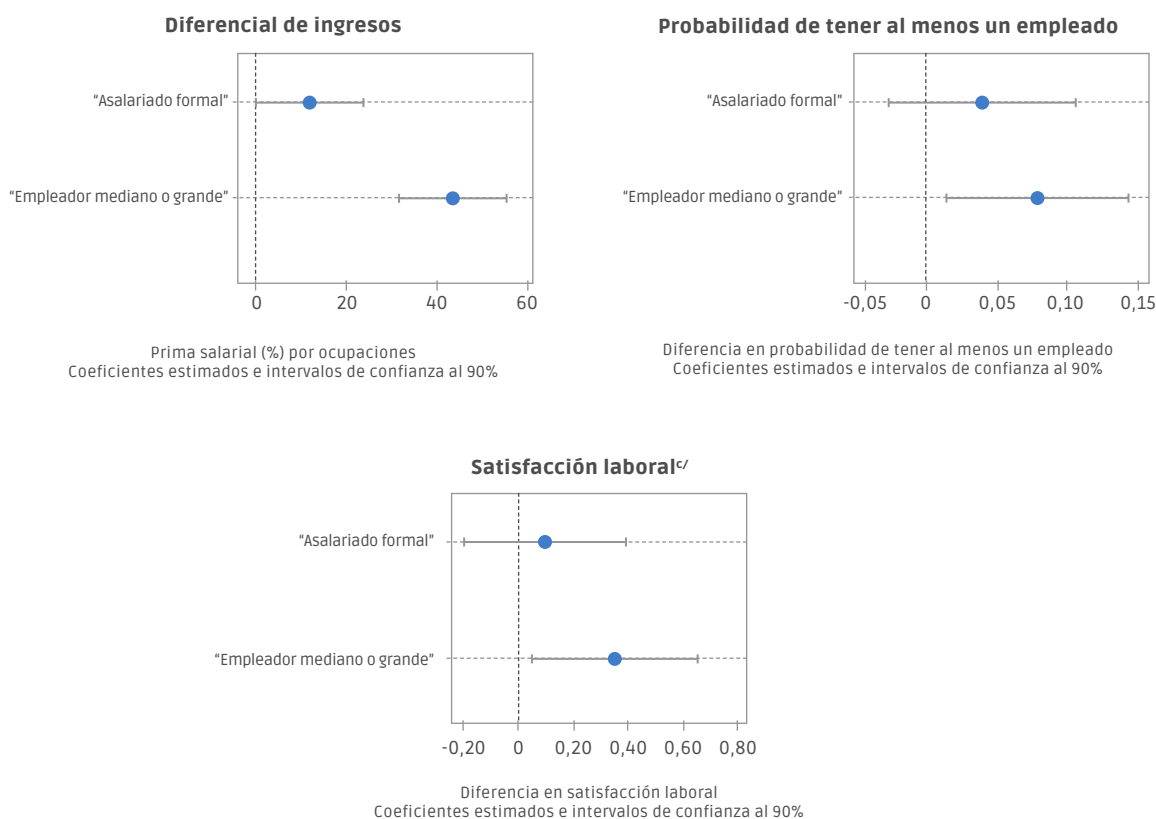 Diferencial de ingresos
“Asalariado formal”
“Empleador mediano o grande”
0 20 40 60
Prima salarial (%) por ocupaciones
Coeficientes estimados e intervalos de confianza al 90%
Probabilidad de tener al menos un empleado
“Asalariado formal”
“Empleador mediano o grande”
-0,05 0 0,05 0,10 0,15
Diferencia en probabilidad de tener al menos un empleado
Coeficientes estimados e intervalos de confianza al 90%
Satisfacción laboralᶜ/
“Asalariado formal”
“Empleador mediano o grande”
-0,20 0 0,20 0,40 0,60 0,80
Diferencia en satisfacción laboral
Coeficientes estimados e intervalos de confianza al 90%